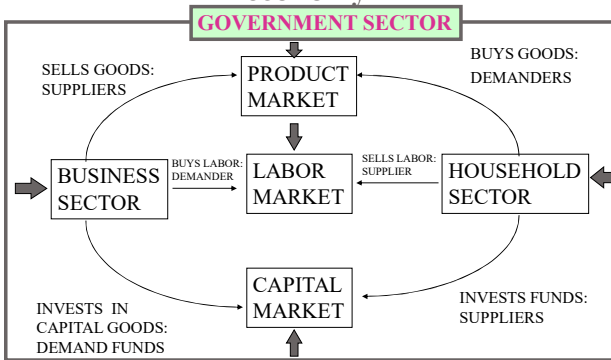 GOVERNMENT SECTOR
SELLS GOODS:
SUPPLIERS
PRODUCT
MARKET
BUYS GOODS:
DEMANDERS
BUSINESS
SECTOR
BUYS LABOR:
DEMANDER
LABOR
MARKET
SELLS LABOR:
SUPPLIER
HOUSEHOLD
SECTOR
CAPITAL
MARKET
INVESTS IN
CAPITAL GOODS:
DEMAND FUNDS
INVESTS FUNDS:
SUPPLIERS